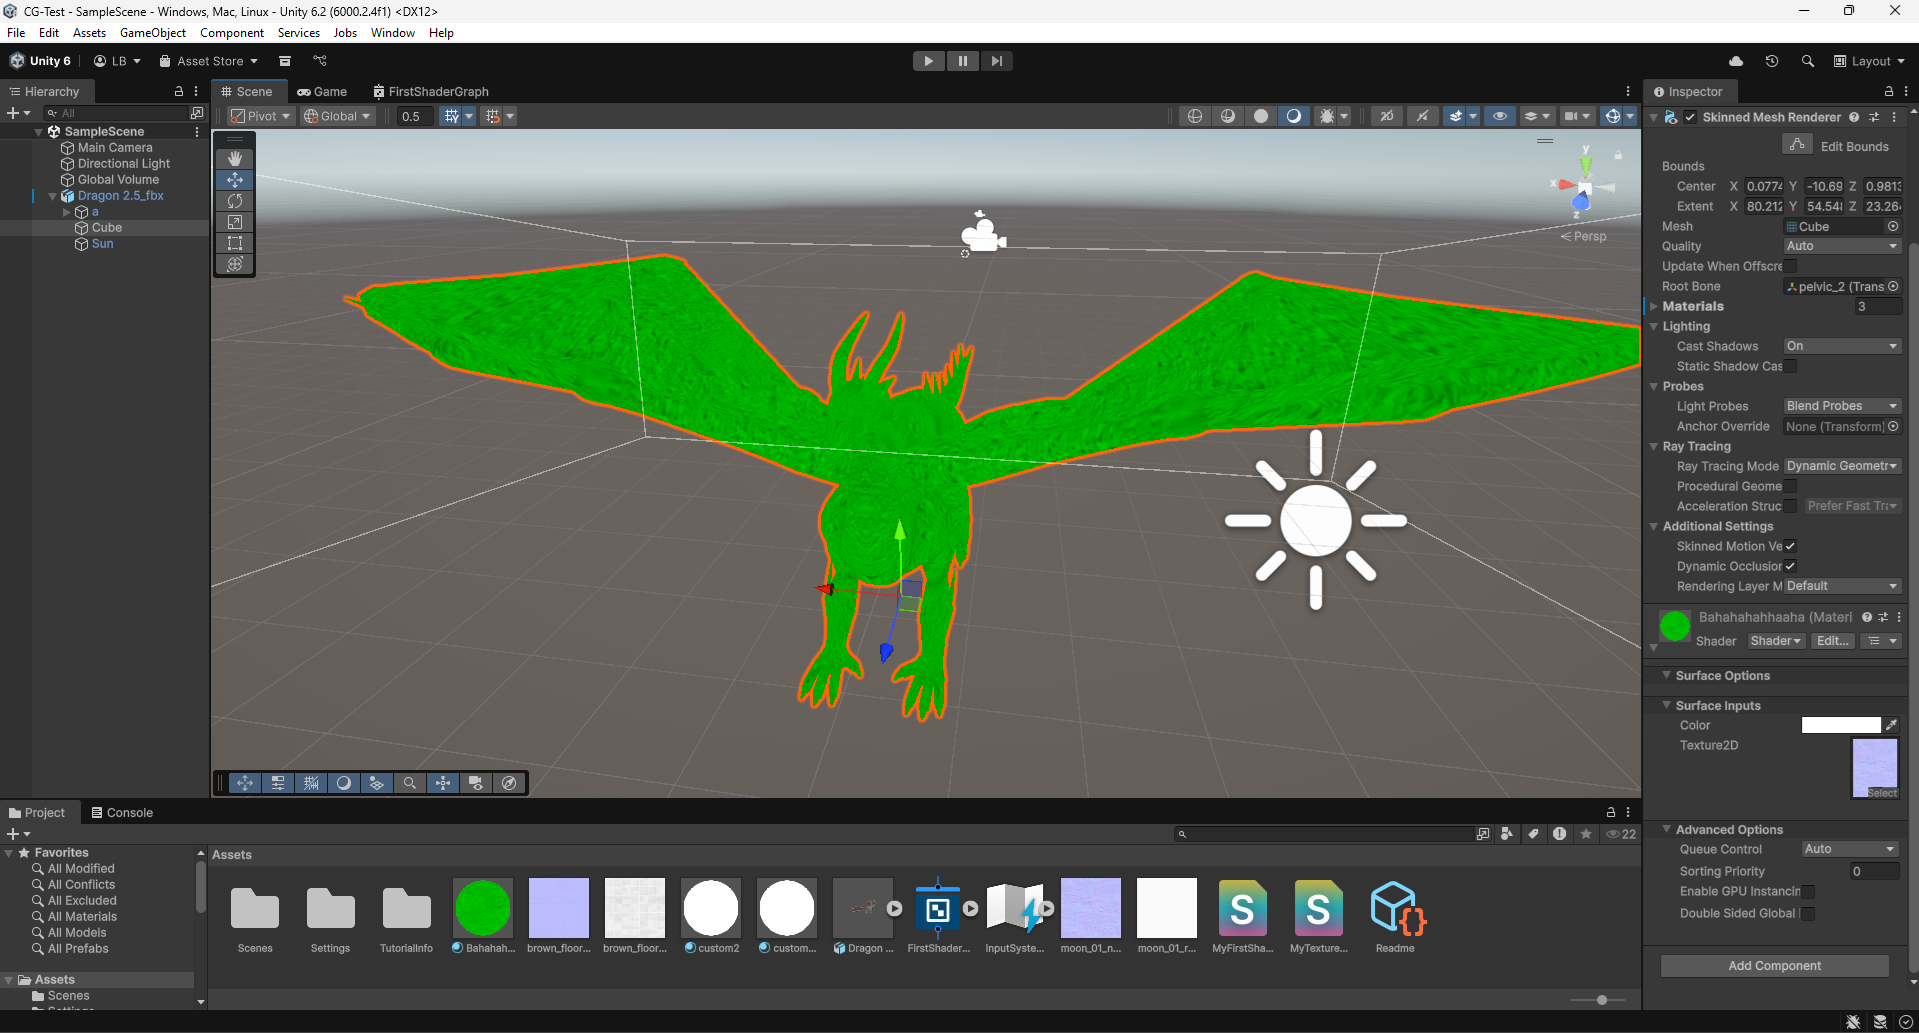 CG-Test - SampleScene - Windows, Mac, Linux - Unity 6.2 (6000.2.4f1) <DX12>
File Edit Assets GameObject Component Services Jobs Window Help
Unity 6 LB Asset Store Layout
Hierarchy
All
SampleScene
Main Camera
Directional Light
Global Volume
Dragon 2.5_fbx
a
Cube
Sun
Scene Game FirstShaderGraph
Pivot Global 0.5 2D
y
x
z
Persp
Inspector
Skinned Mesh Renderer
Edit Bounds
Bounds
Center X 0.0774 Y -10.69 Z 0.9813
Extent X 80.212 Y 54.548 Z 23.264
Mesh Cube
Quality Auto
Update When Offscre
Root Bone pelvic_2 (Trans
Materials 3
Lighting
Cast Shadows On
Static Shadow Cas
Probes
Light Probes Blend Probes
Anchor Override None (Transform)
Ray Tracing
Ray Tracing Mode Dynamic Geometr
Procedural Geome
Acceleration Struc Prefer Fast Tra
Additional Settings
Skinned Motion Ve
Dynamic Occlusion
Rendering Layer M Default
Bahahahahhaaha (Materi
Shader Shader Edit...
Surface Options
Surface Inputs
Color
Texture2D
Select
Advanced Options
Queue Control Auto
Sorting Priority 0
Enable GPU Instancin
Double Sided Global
Add Component
Project Console
22
Favorites
All Modified
All Conflicts
All Excluded
All Materials
All Models
All Prefabs
Assets
Scenes
Settings
Assets
Scenes
Settings
TutorialInfo
Bahahah...
brown_floor...
brown_floor...
custom2
custom...
Dragon ...
FirstShader...
InputSyste...
moon_01_n...
moon_01_r...
MyFirstSha...
MyTexture...
Readme